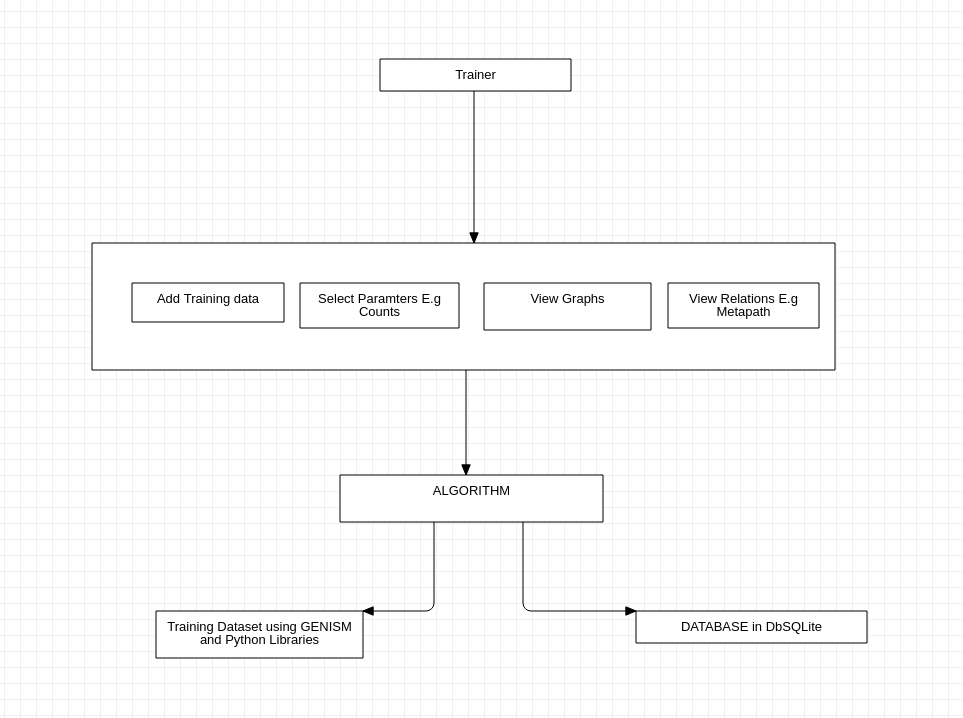 Trainer
Add Training data
Select Paramters E.g
Counts
View Graphs
View Relations E.g
Metapath
ALGORITHM
Training Dataset using GENISM
and Python Libraries
DATABASE in DbSQLite